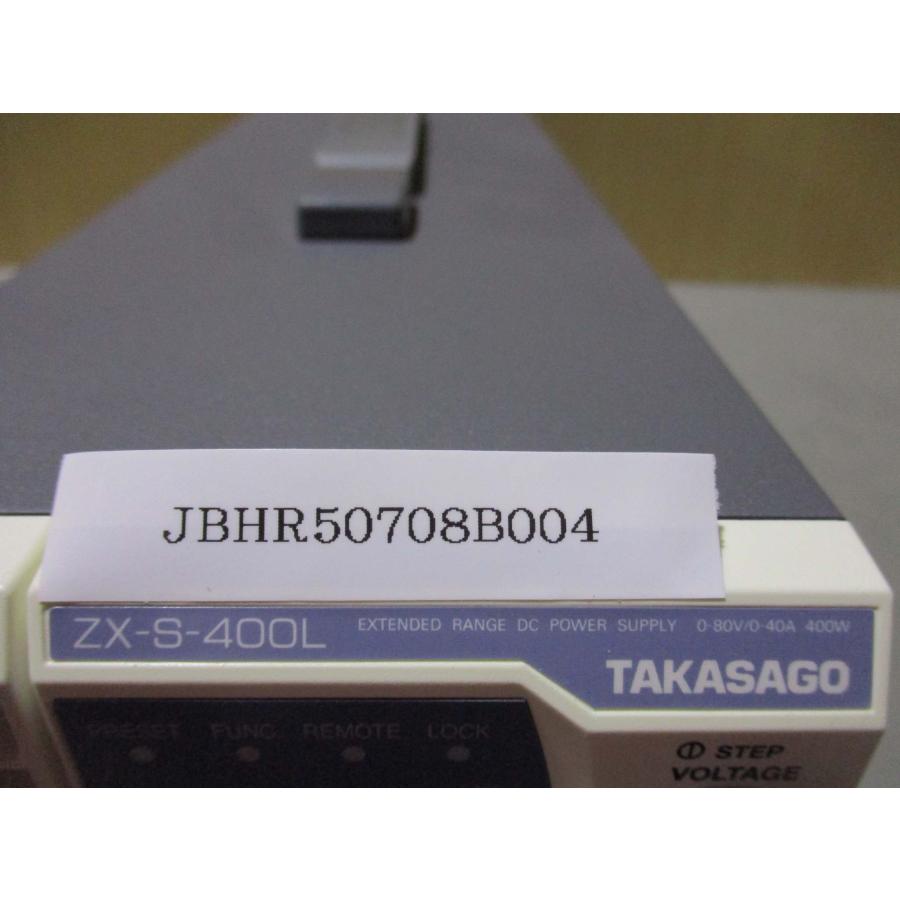 JBHR50708B004
ZX-S-400L EXTENDED RANGE DC POWER SUPPLY 0-80V/0-40A 400W
TAKASAGO
PRESET FUNC REMOTE LOCK
① STEP
VOLTAGE